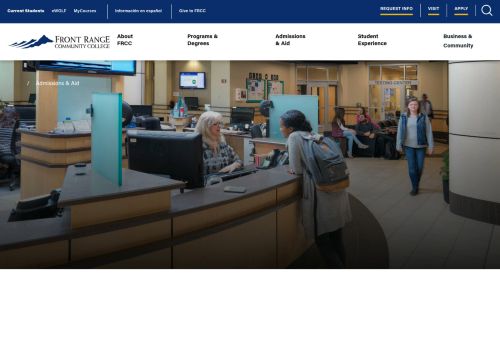 Current Students eWOLF MyCourses Información en español Give to FRCC REQUEST INFO VISIT APPLY
FRONT RANGE
COMMUNITY COLLEGE
About
FRCC
Programs &
Degrees
Admissions
& Aid
Student
Experience
Business &
Community
/ Admissions & Aid
TESTING CENTER